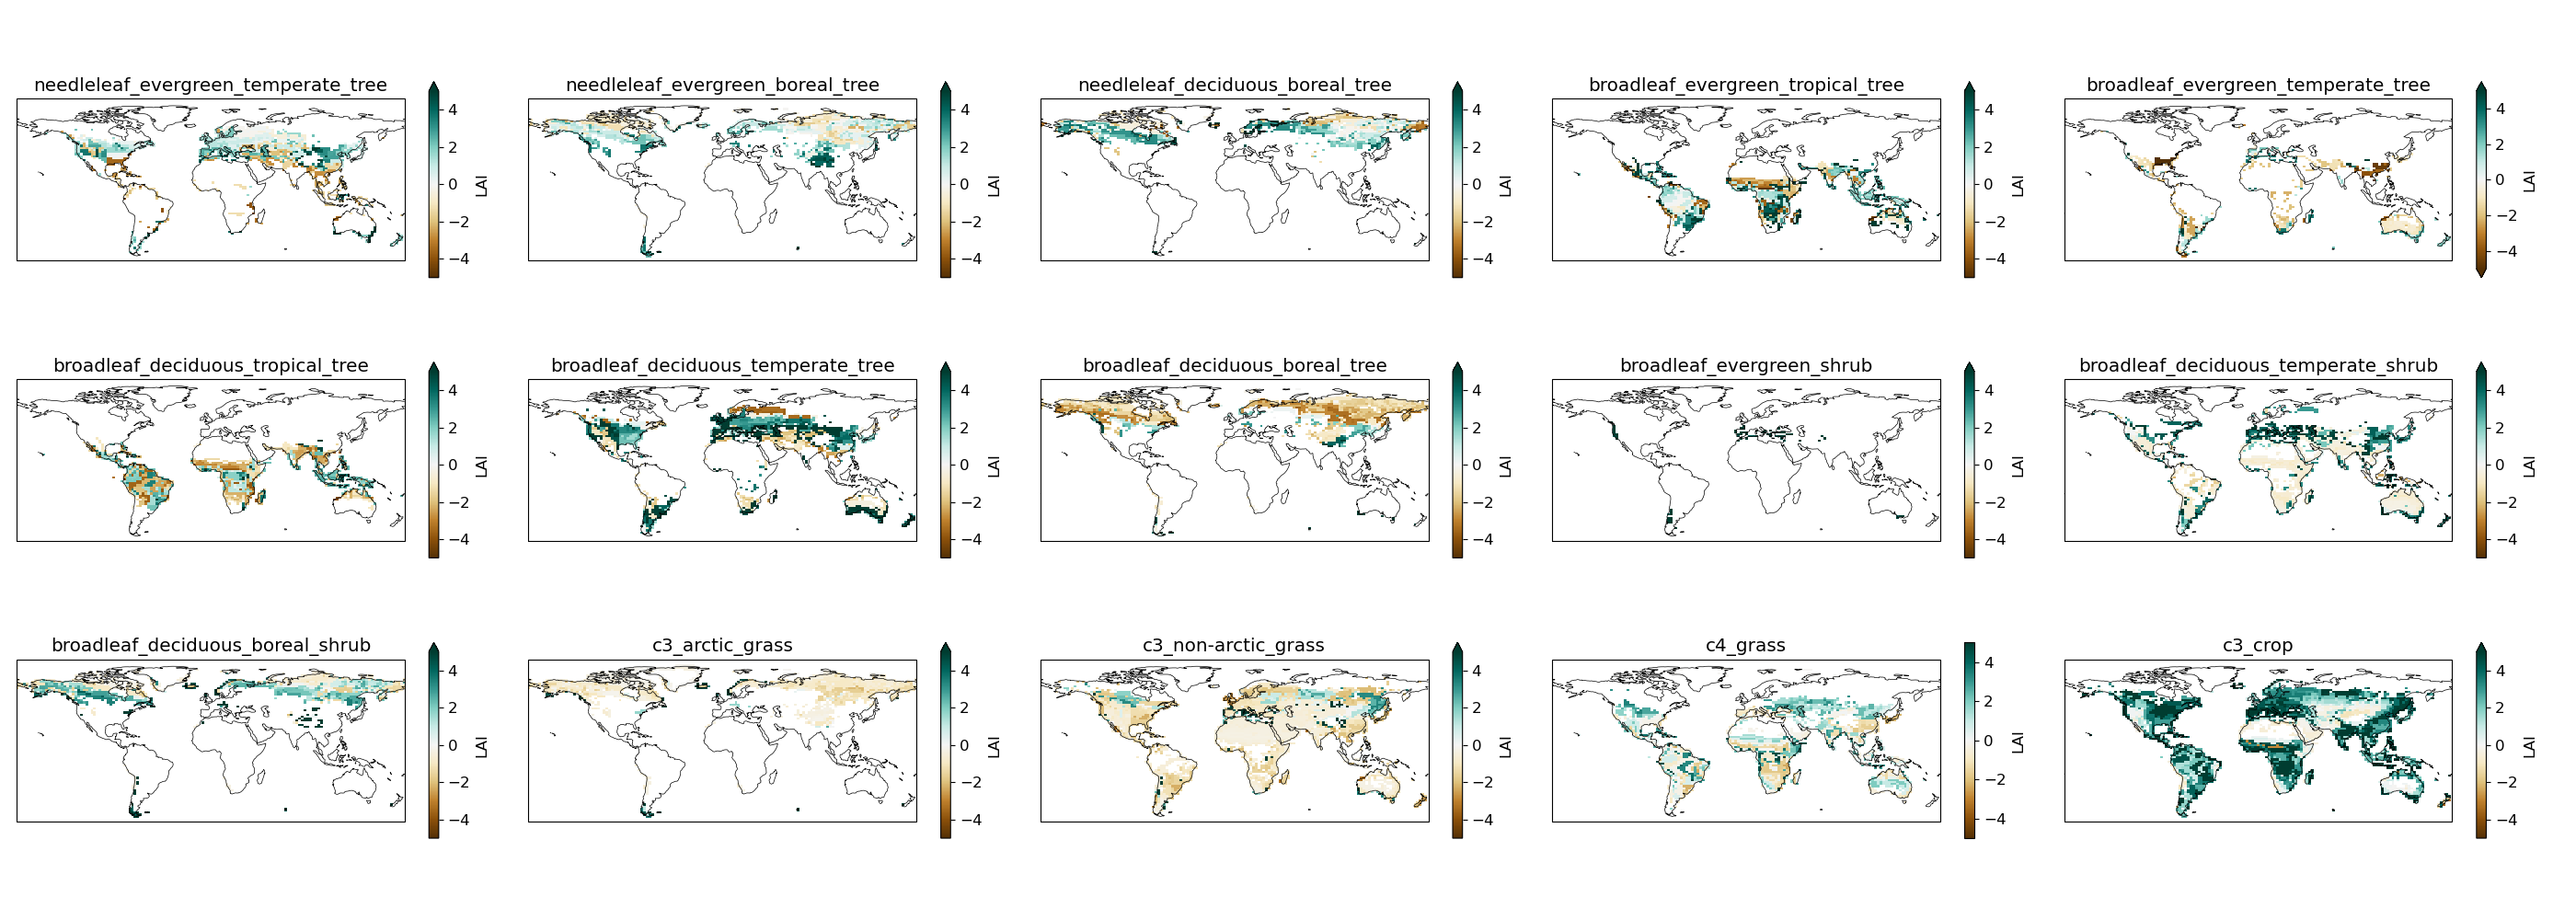 needleleaf_evergreen_temperate_tree
4
2
0
−2
−4
LAI
needleleaf_evergreen_boreal_tree
4
2
0
−2
−4
LAI
needleleaf_deciduous_boreal_tree
4
2
0
−2
−4
LAI
broadleaf_evergreen_tropical_tree
4
2
0
−2
−4
LAI
broadleaf_evergreen_temperate_tree
4
2
0
−2
−4
LAI
broadleaf_deciduous_tropical_tree
4
2
0
−2
−4
LAI
broadleaf_deciduous_temperate_tree
4
2
0
−2
−4
LAI
broadleaf_deciduous_boreal_tree
4
2
0
−2
−4
LAI
broadleaf_evergreen_shrub
4
2
0
−2
−4
LAI
broadleaf_deciduous_temperate_shrub
4
2
0
−2
−4
LAI
broadleaf_deciduous_boreal_shrub
4
2
0
−2
−4
LAI
c3_arctic_grass
4
2
0
−2
−4
LAI
c3_non-arctic_grass
4
2
0
−2
−4
LAI
c4_grass
4
2
0
−2
−4
LAI
c3_crop
4
2
0
−2
−4
LAI